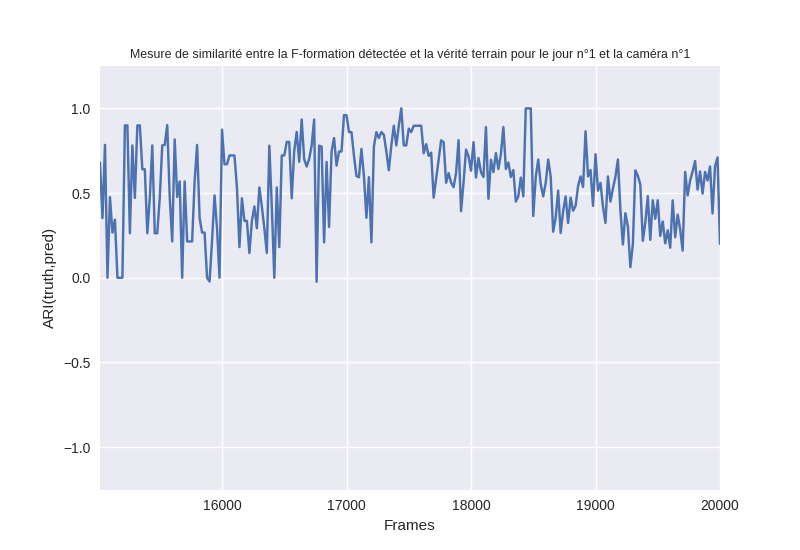 Mesure de similarité entre la F-formation détectée et la vérité terrain pour le jour n°1 et la caméra n°1
1.0
0.5
0.0
−0.5
−1.0
ARI(truth,pred)
16000 17000 18000 19000 20000
Frames